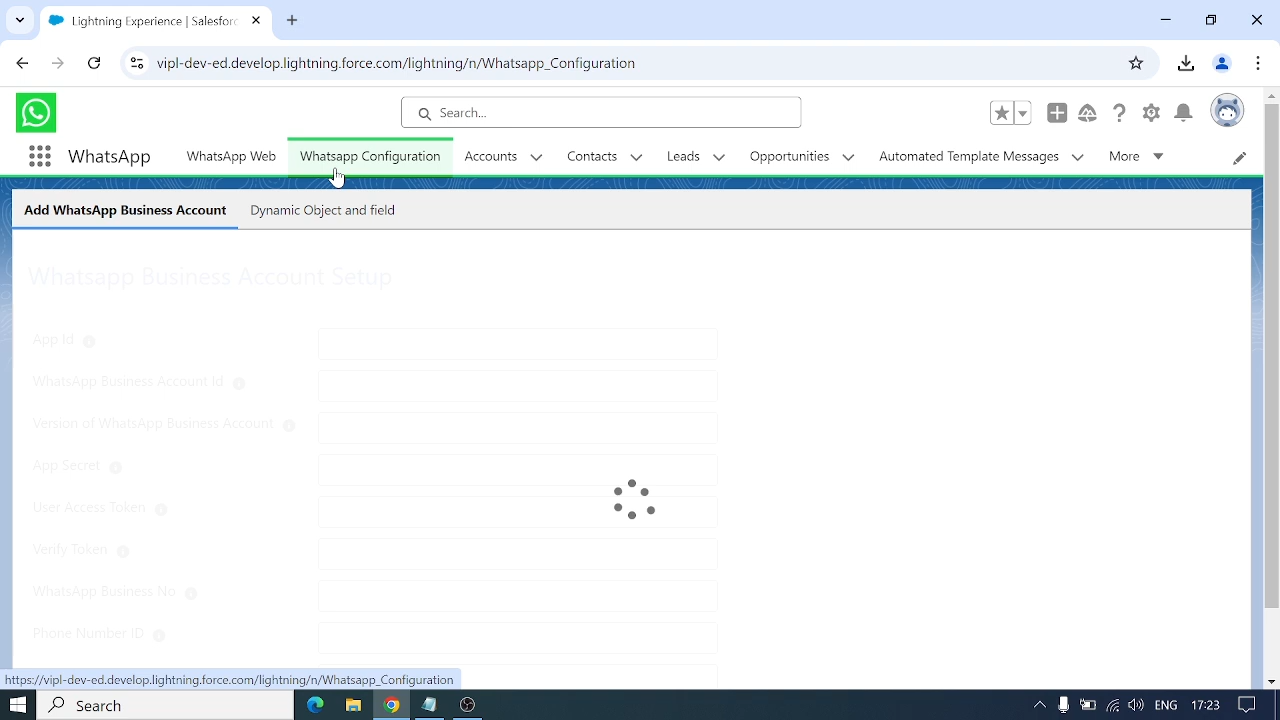 Lightning Experience | Salesforc
vipl-dev-ed.develop.lightning.force.com/lightning/n/Whatsapp_Configuration
Search...
WhatsApp
WhatsApp Web
Whatsapp Configuration
Accounts
Contacts
Leads
Opportunities
Automated Template Messages
More
Add WhatsApp Business Account
Dynamic Object and field
Whatsapp Business Account Setup
App Id
WhatsApp Business Account Id
Version of WhatsApp Business Account
App Secret
User Access Token
Verify Token
WhatsApp Business No
Phone Number ID
https://vipl-dev-ed.develop.lightning.force.com/lightning/n/Whatsapp_Configuration
Search
ENG
17:23